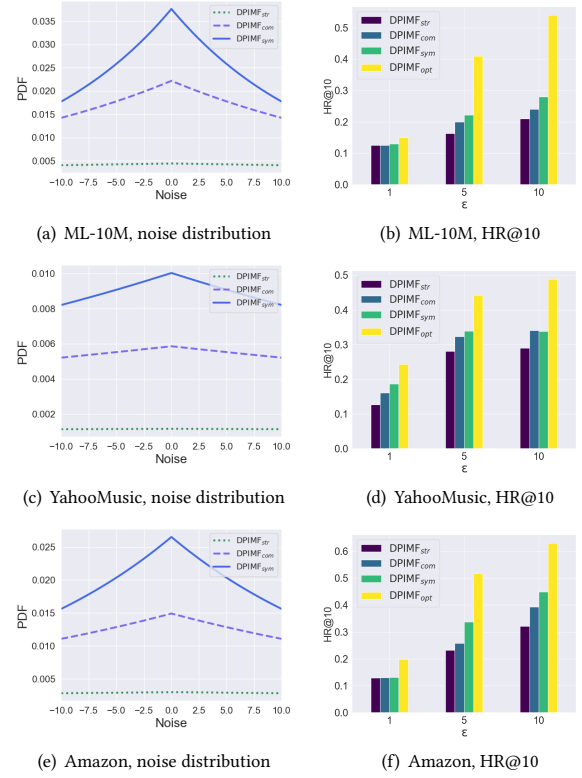 DPIMF_str
DPIMF_com
DPIMF_sym
PDF
0.035
0.030
0.025
0.020
0.015
0.010
0.005
−10.0 −7.5 −5.0 −2.5 0.0 2.5 5.0 7.5 10.0
Noise
(a) ML-10M, noise distribution
DPIMF_str
DPIMF_com
DPIMF_sym
DPIMF_opt
HR@10
0.5
0.4
0.3
0.2
0.1
0.0
1 5 10
ε
(b) ML-10M, HR@10
DPIMF_str
DPIMF_com
DPIMF_sym
PDF
0.010
0.008
0.006
0.004
0.002
−10.0 −7.5 −5.0 −2.5 0.0 2.5 5.0 7.5 10.0
Noise
(c) YahooMusic, noise distribution
DPIMF_str
DPIMF_com
DPIMF_sym
DPIMF_opt
HR@10
0.5
0.4
0.3
0.2
0.1
0.0
1 5 10
ε
(d) YahooMusic, HR@10
DPIMF_str
DPIMF_com
DPIMF_sym
PDF
0.025
0.020
0.015
0.010
0.005
−10.0 −7.5 −5.0 −2.5 0.0 2.5 5.0 7.5 10.0
Noise
(e) Amazon, noise distribution
DPIMF_str
DPIMF_com
DPIMF_sym
DPIMF_opt
HR@10
0.6
0.5
0.4
0.3
0.2
0.1
0.0
1 5 10
ε
(f) Amazon, HR@10